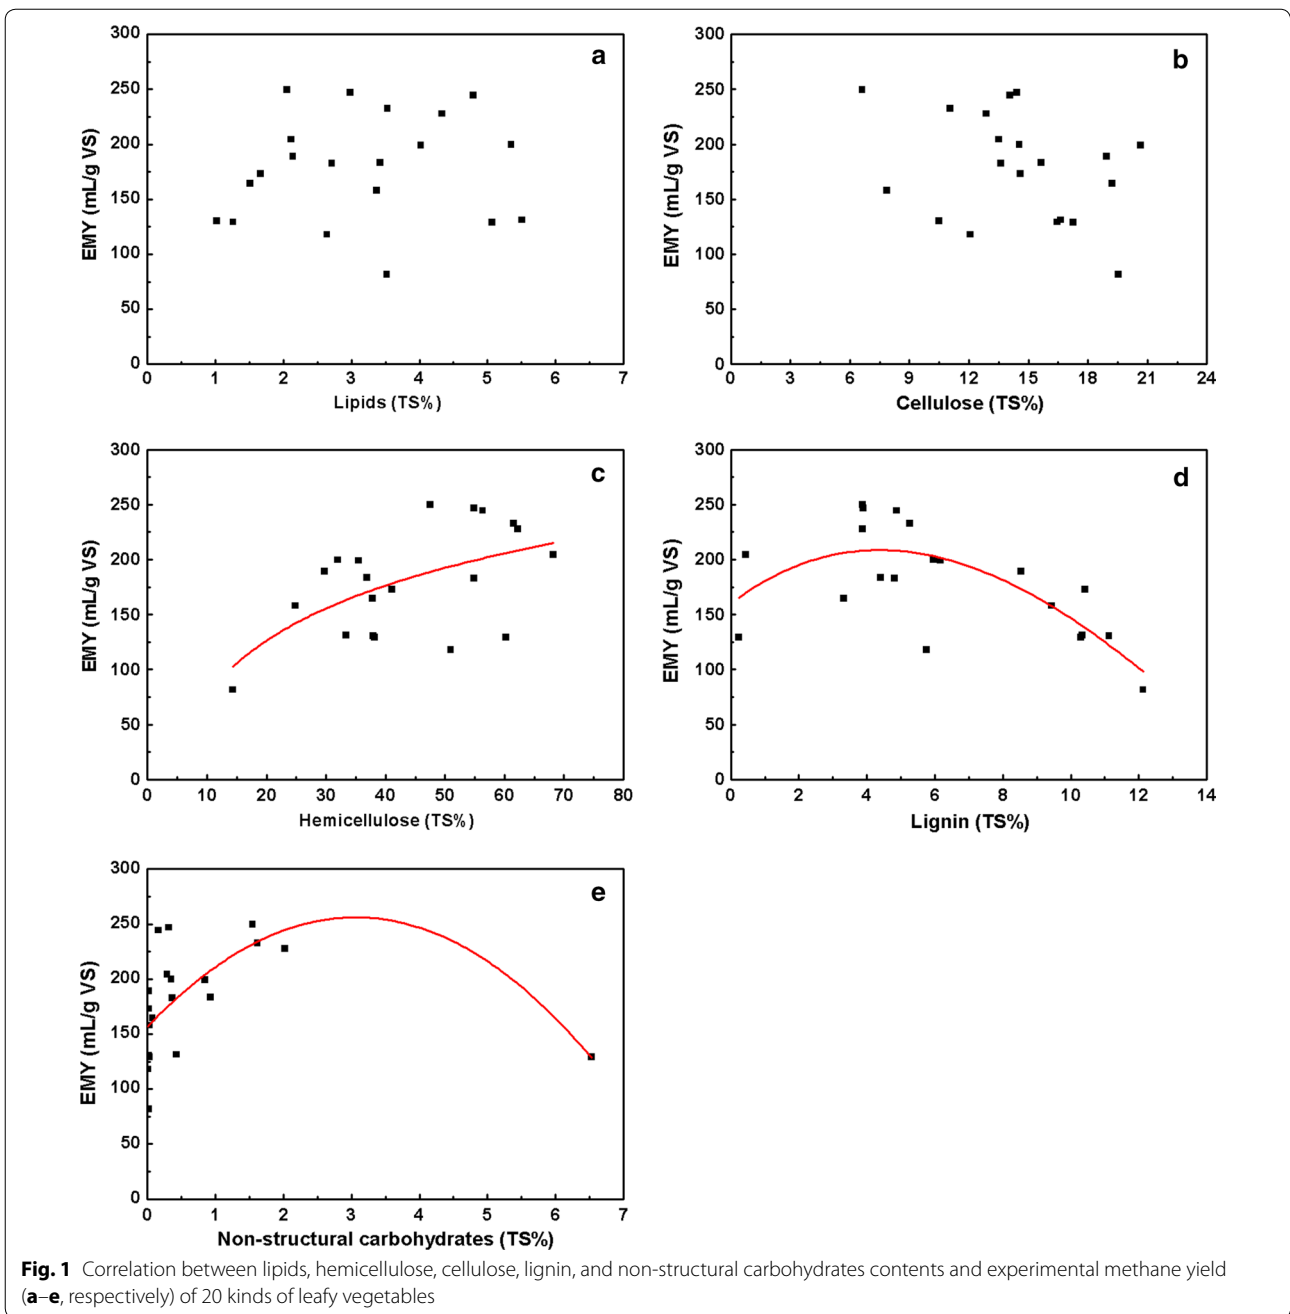 a
300
250
200
150
100
50
0
EMY (mL/g VS)
0 1 2 3 4 5 6 7
Lipids (TS%)
b
300
250
200
150
100
50
0
EMY (mL/g VS)
0 3 6 9 12 15 18 21 24
Cellulose (TS%)
c
300
250
200
150
100
50
0
EMY (mL/g VS)
0 10 20 30 40 50 60 70 80
Hemicellulose (TS%)
d
300
250
200
150
100
50
0
EMY (mL/g VS)
0 2 4 6 8 10 12 14
Lignin (TS%)
e
300
250
200
150
100
50
0
EMY (mL/g VS)
0 1 2 3 4 5 6 7
Non-structural carbohydrates (TS%)
Fig. 1 Correlation between lipids, hemicellulose, cellulose, lignin, and non-structural carbohydrates contents and experimental methane yield
(a–e, respectively) of 20 kinds of leafy vegetables